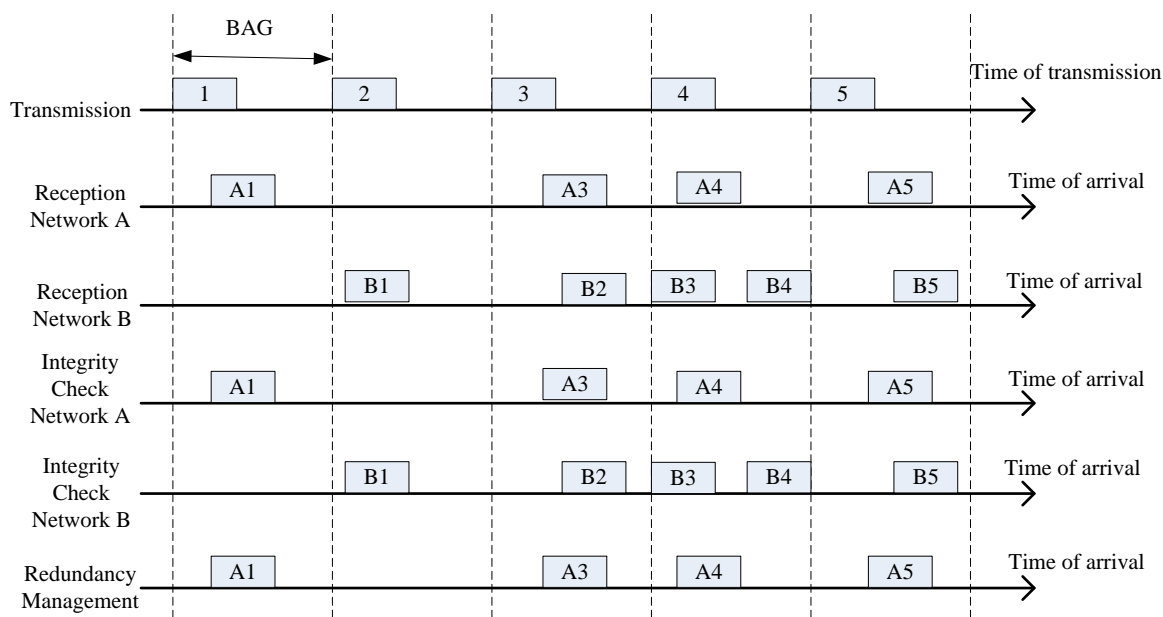 BAG
Time of transmission
1
2
3
4
5
Transmission
A1
A3
A4
A5
Time of arrival
Reception
Network A
B1
B2
B3
B4
B5
Time of arrival
Reception
Network B
Integrity
Check
Network A
A1
A3
A4
A5
Time of arrival
Integrity
Check
Network B
B1
B2
B3
B4
B5
Time of arrival
Redundancy
Management
A1
A3
A4
A5
Time of arrival